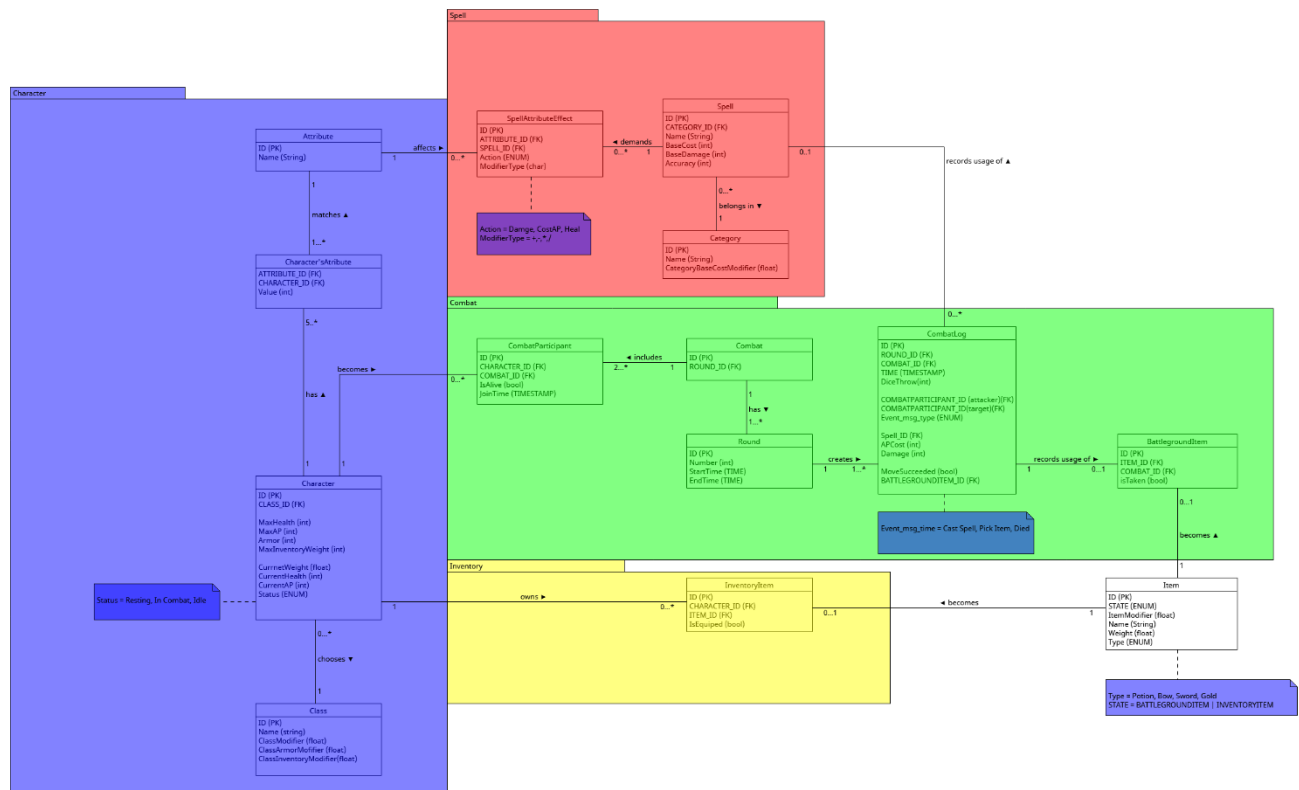 Spell
Character
Attribute
ID (PK)
Name (String)
affects ►
1
0...*
SpellAttributeEffect
ID (PK)
ATTRIBUTE_ID (FK)
SPELL_ID (FK)
Action (ENUM)
ModifierType (char)
◄ demands
0...*
1
Spell
ID (PK)
CATEGORY_ID (FK)
Name (String)
BaseCost (int)
BaseDamage (int)
Accuracy (int)
0..1
records usage of ▲
0...*
1
matches ▲
1...*
Action = Damge, CostAP, Heal
ModifierType = +,-,*,/
0...*
belongs in ▼
1
Category
ID (PK)
Name (String)
CategoryBaseCostModifier (float)
Character'sAtribute
ATTRIBUTE_ID (FK)
CHARACTER_ID (FK)
Value (int)
5..*
has ▲
1
Combat
becomes ►
1
0...*
CombatParticipant
ID (PK)
CHARACTER_ID (FK)
COMBAT_ID (FK)
IsAlive (bool)
JoinTime (TIMESTAMP)
◄ includes
2...*
1
Combat
ID (PK)
ROUND_ID (FK)
1
has ▼
1...*
Round
ID (PK)
Number (int)
StartTime (TIME)
EndTime (TIME)
creates ►
1
1...*
CombatLog
ID (PK)
ROUND_ID (FK)
COMBAT_ID (FK)
TIME (TIMESTAMP)
DiceThrow(int)
COMBATPARTICIPANT_ID (attacker)(FK)
COMBATPARTICIPANT_ID(target)(FK)
Event_msg_type (ENUM)
Spell_ID (FK)
APCost (int)
Damage (int)
MoveSucceeded (bool)
BATTLEGROUNDITEM_ID (FK)
records usage of ►
1
0...1
BattlegroundItem
ID (PK)
ITEM_ID (FK)
COMBAT_ID (FK)
isTaken (bool)
Event_msg_time = Cast Spell, Pick Item, Died
0...1
becomes ▲
1
Character
ID (PK)
CLASS_ID (FK)
MaxHealth (int)
MaxAP (int)
Armor (int)
MaxInventoryWeight (int)
CurrnetWeight (float)
CurrentHealth (int)
CurrentAP (int)
Status (ENUM)
Status = Resting, In Combat, Idle
Inventory
owns ►
1
0...*
InventoryItem
ID (PK)
CHARACTER_ID (FK)
ITEM_ID (FK)
IsEquiped (bool)
◄ becomes
0...1
1
Item
ID (PK)
STATE (ENUM)
ItemModifier (float)
Name (String)
Weight (float)
Type (ENUM)
Type = Potion, Bow, Sword, Gold
STATE = BATTLEGROUNDITEM | INVENTORYITEM
0...*
chooses ▼
1
Class
ID (PK)
Name (string)
ClassModifier (float)
ClassArmorMofifier (float)
ClassInventoryModifier(float)